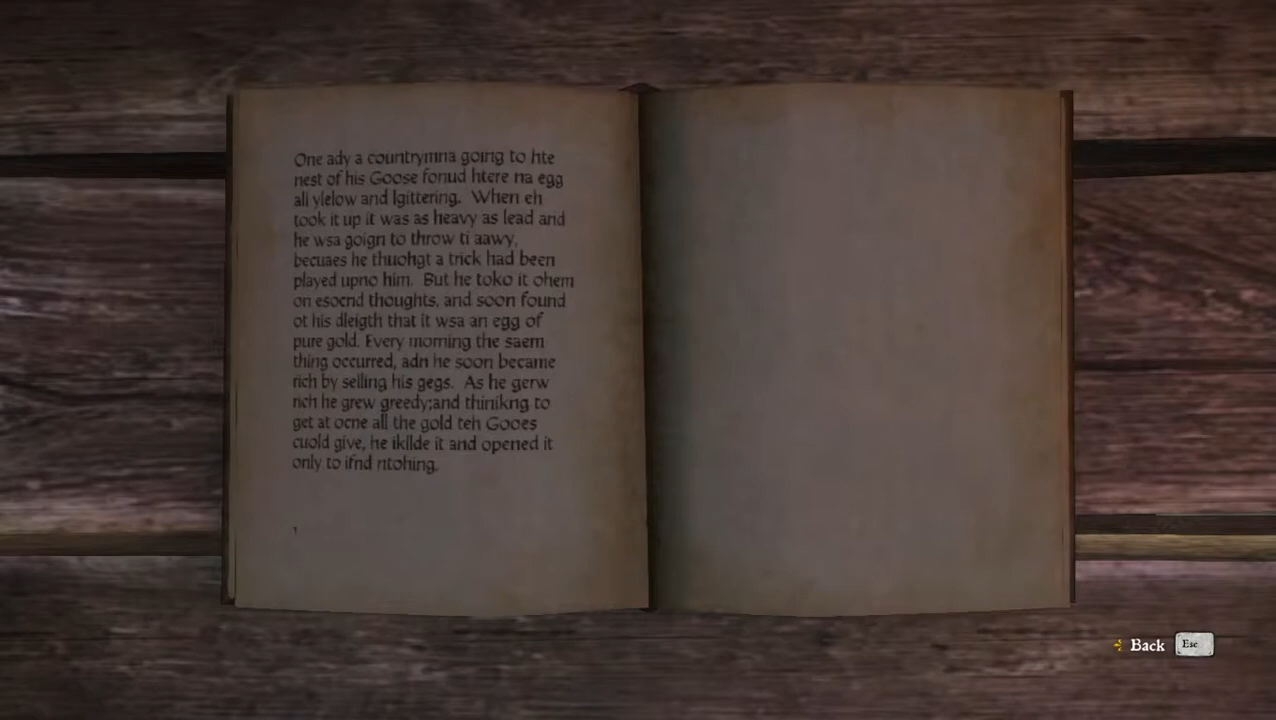 One ady a countrymna going to hte
nest of his Goose fonud htere na egg
all ylelow and lgittering. When eh
took it up it was as heavy as lead and
he wsa goign to throw ti aawy,
becuaes he thuohgt a trick had been
played upno him. But he toko it ohem
on esocnd thoughts, and soon found
ot his dleigth that it wsa an egg of
pure gold. Every morning the saem
thing occurred, adn he soon became
rich by selling his gegs. As he gerw
rich he grew greedy;and thinikng to
get at ocne all the gold teh Gooes
cuold give, he ikllde it and opened it
only to ifnd ntohing.
1
Back Esc